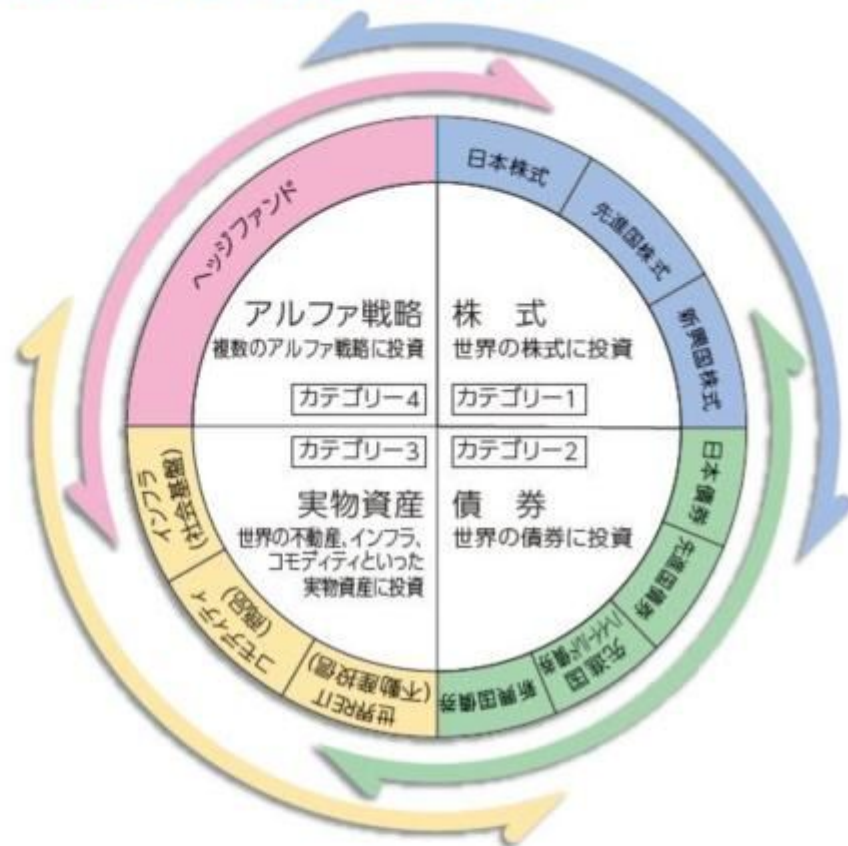 ヘッジファンド
日本株式
先進国株式
新興国株式
アルファ戦略
複数のアルファ戦略に投資
カテゴリー4
株 式
世界の株式に投資
カテゴリー1
カテゴリー3
実物資産
世界の不動産、インフラ、
コモディティといった
実物資産に投資
カテゴリー2
債 券
世界の債券に投資
日本債券
先進国債券
先進国
ハイイールド債券
新興国債券
世界REIT
(不動産投信)
コモディティ
(商品)
インフラ
(社会基盤)